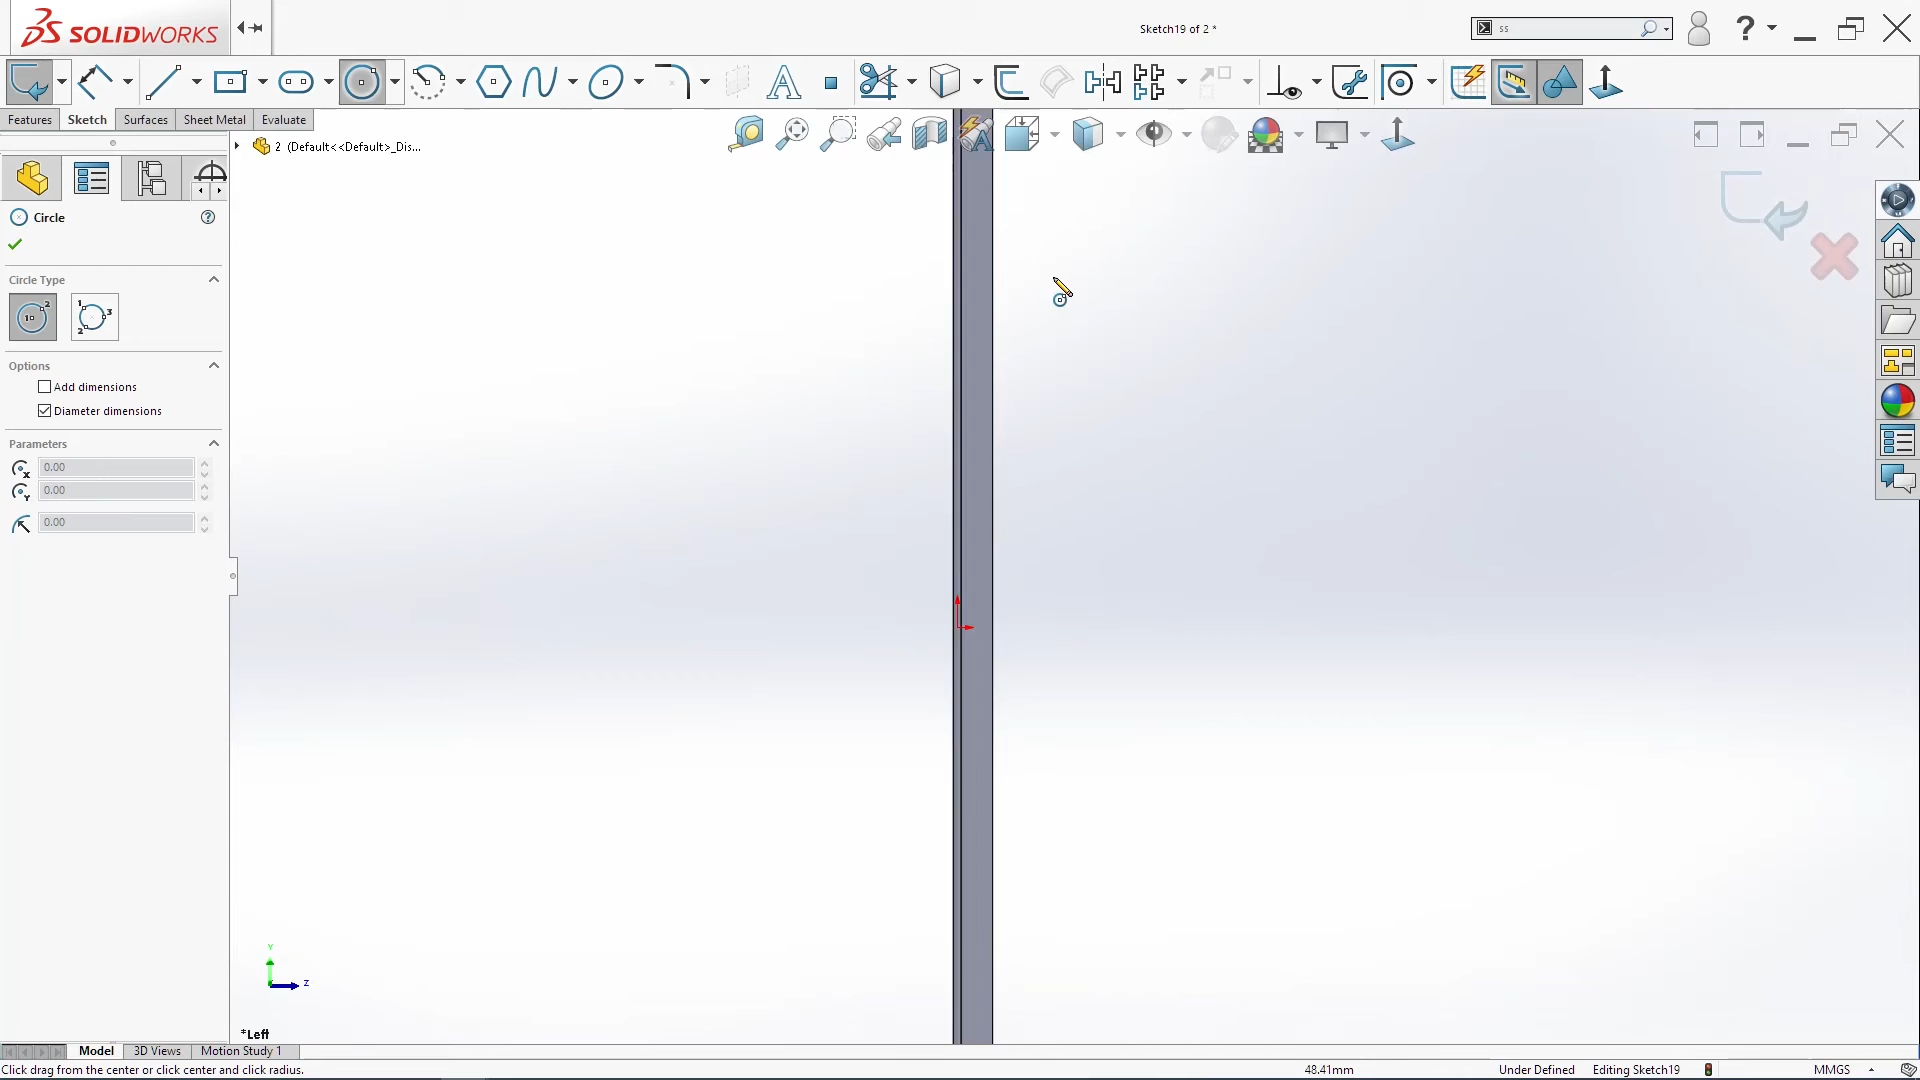 SOLIDWORKS
Sketch19 of 2 *
ss
?
Features
Sketch
Surfaces
Sheet Metal
Evaluate
2 (Default<<Default>_Dis...
Circle
?
Circle Type
Options
Add dimensions
Diameter dimensions
Parameters
0.00
0.00
0.00
Y
Z
*Left
Model
3D Views
Motion Study 1
Click drag from the center or click center and click radius.
48.41mm
Under Defined
Editing Sketch19
MMGS